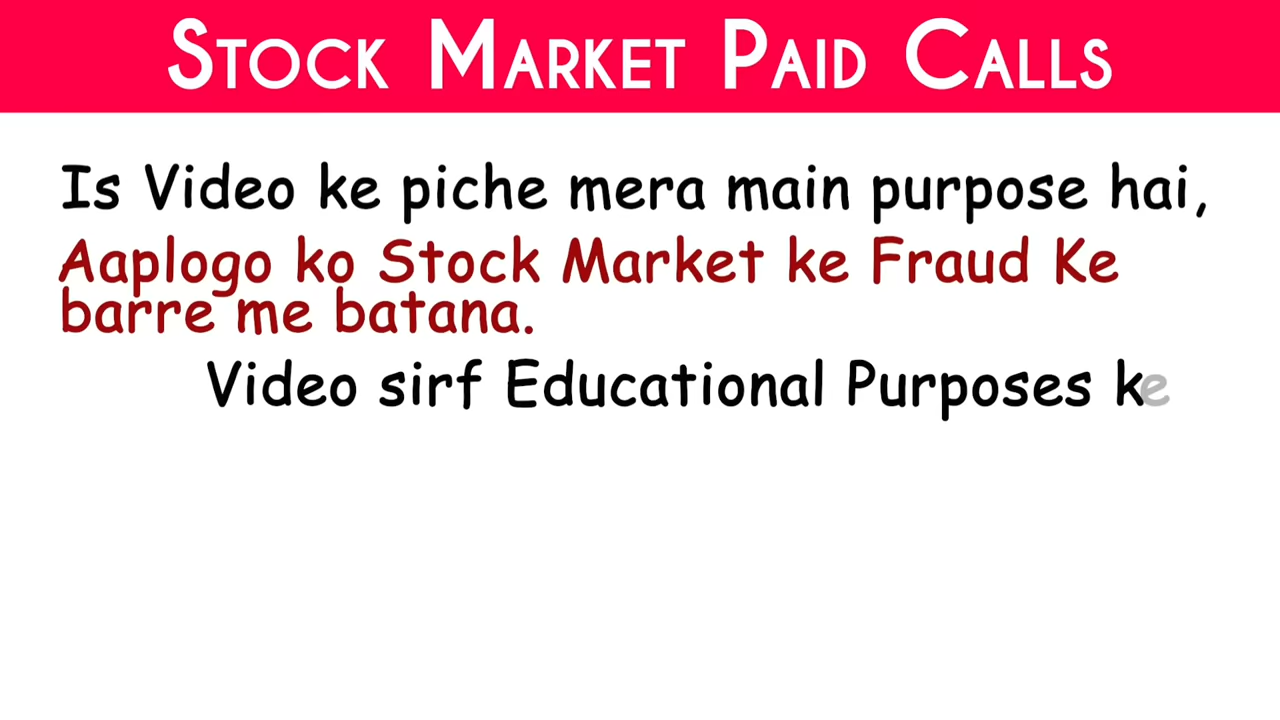 Stock Market Paid Calls
Is Video ke piche mera main purpose hai,
Aaplogo ko Stock Market ke Fraud Ke
barre me batana.
Video sirf Educational Purposes ke